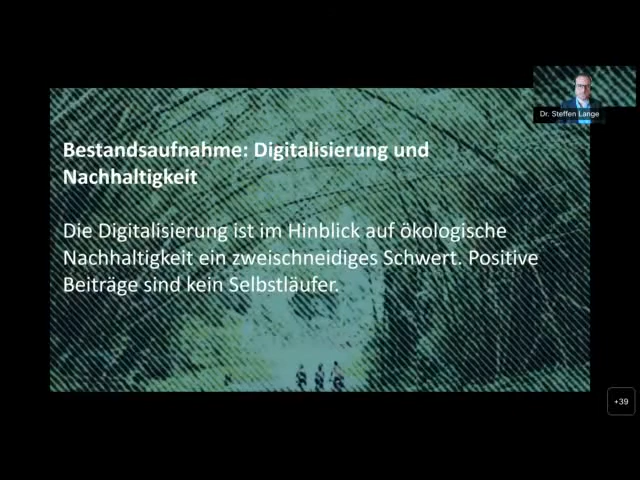 Dr. Steffen Lange
Bestandsaufnahme: Digitalisierung und
Nachhaltigkeit
Die Digitalisierung ist im Hinblick auf ökologische
Nachhaltigkeit ein zweischneidiges Schwert. Positive
Beiträge sind kein Selbstläufer.
+39